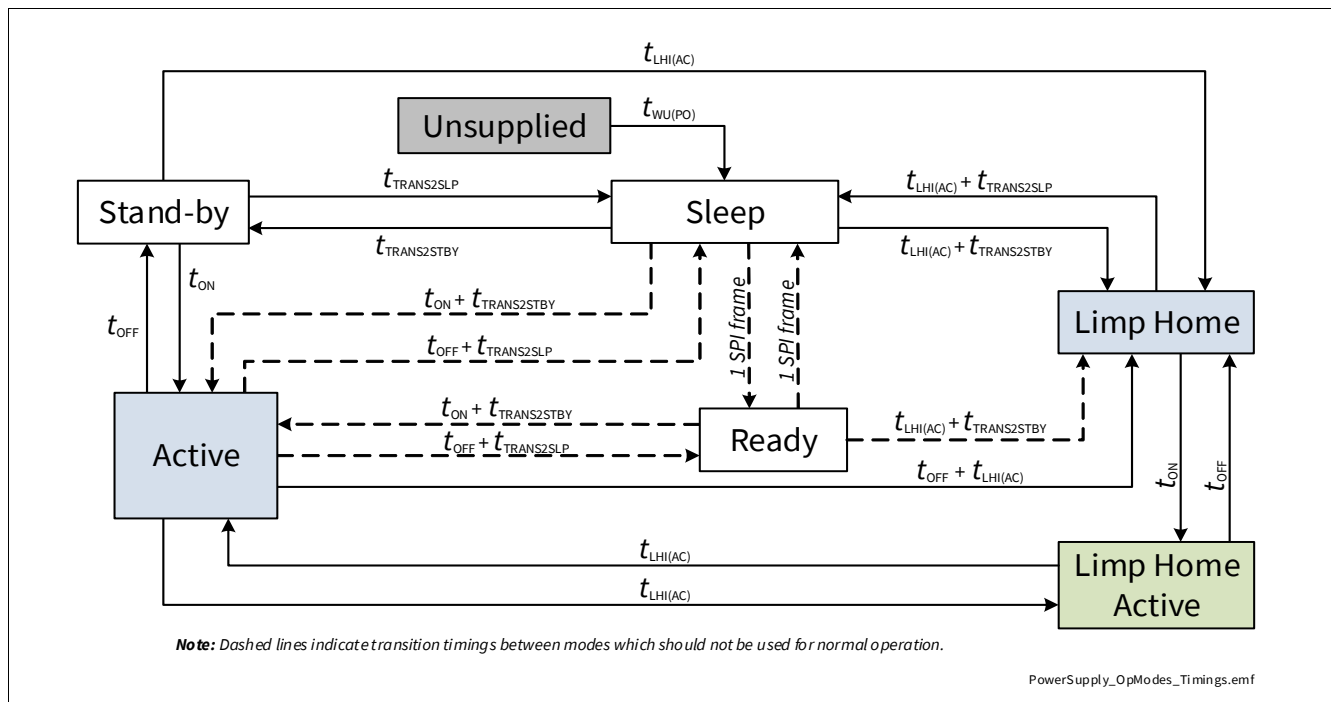 tLHI(AC)
Unsupplied
tWU(PO)
Stand-by
tTRANS2SLP
Sleep
tLHI(AC) + tTRANS2SLP
tTRANS2STBY
tLHI(AC) + tTRANS2STBY
tON
tOFF
tON + tTRANS2STBY
1 SPI frame
1 SPI frame
Limp Home
tOFF + tTRANS2SLP
Active
tON + tTRANS2STBY
Ready
tLHI(AC) + tTRANS2STBY
tOFF + tTRANS2SLP
tOFF + tLHI(AC)
tON
tOFF
tLHI(AC)
Limp Home
Active
tLHI(AC)
Note: Dashed lines indicate transition timings between modes which should not be used for normal operation.
PowerSupply_OpModes_Timings.emf